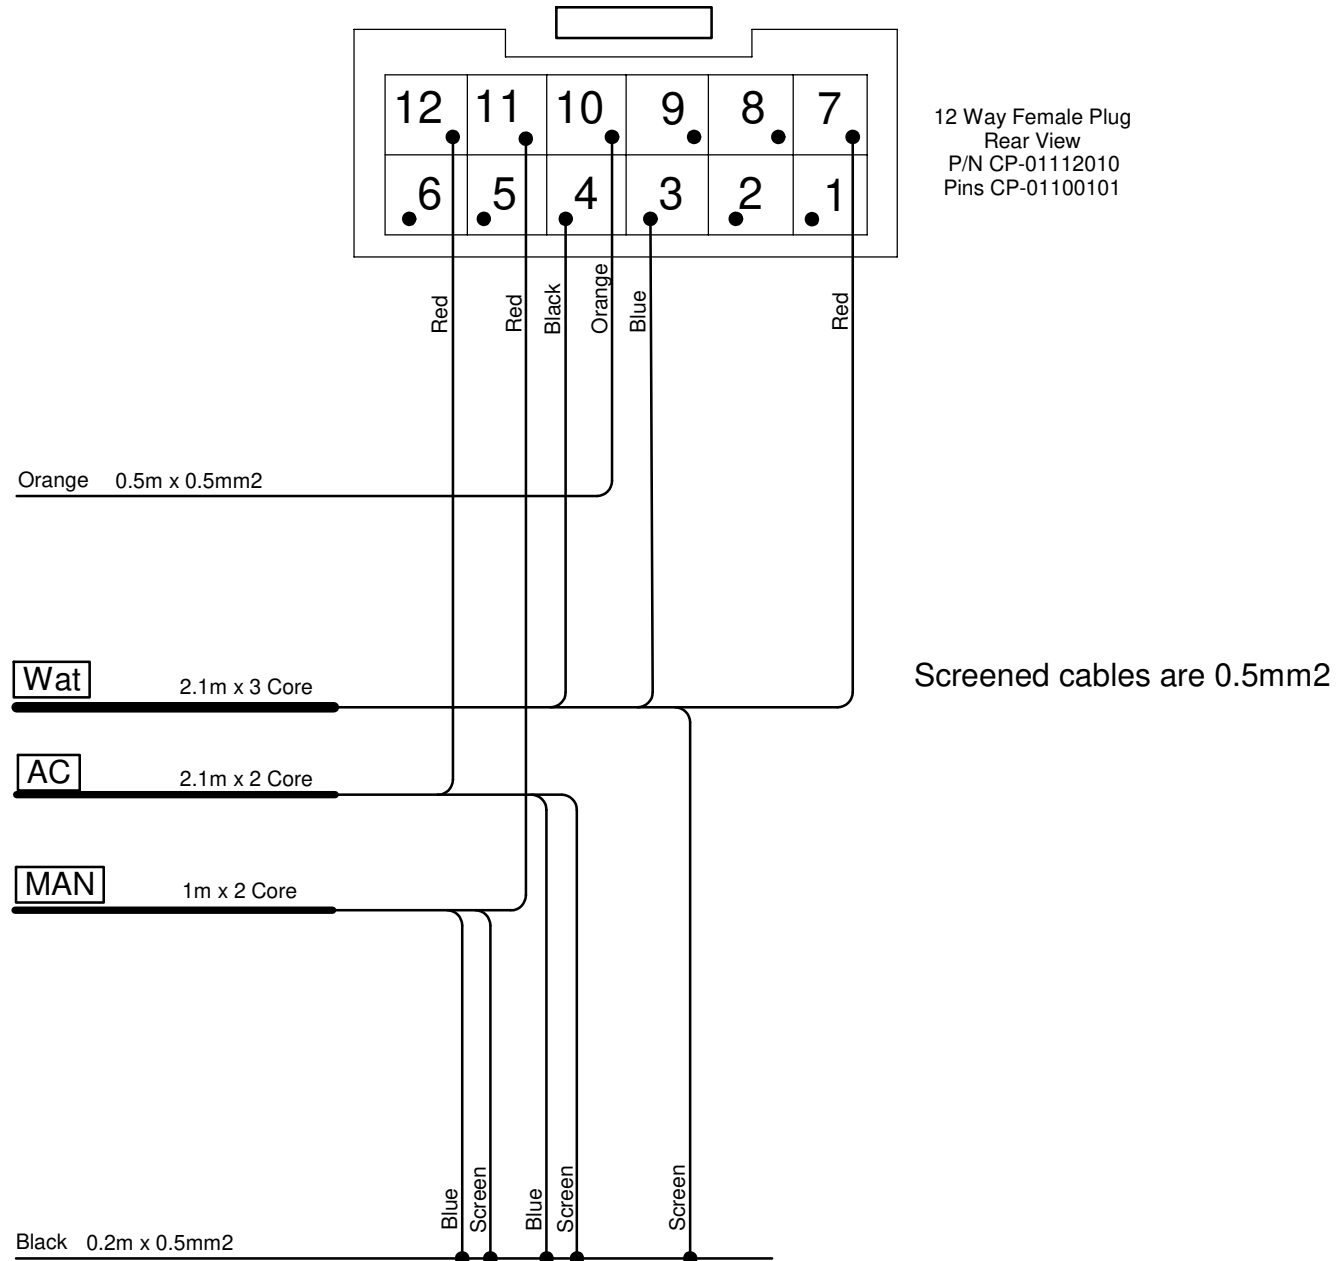 12 11 10 9 8 7
6 5 4 3 2 1
12 Way Female Plug
Rear View
P/N CP-01112010
Pins CP-01100101
Red
Red
Black
Orange
Blue
Red
Orange 0.5m x 0.5mm2
Wat
2.1m x 3 Core
Screened cables are 0.5mm2
AC
2.1m x 2 Core
MAN
1m x 2 Core
Blue
Screen
Blue
Screen
Screen
Black 0.2m x 0.5mm2